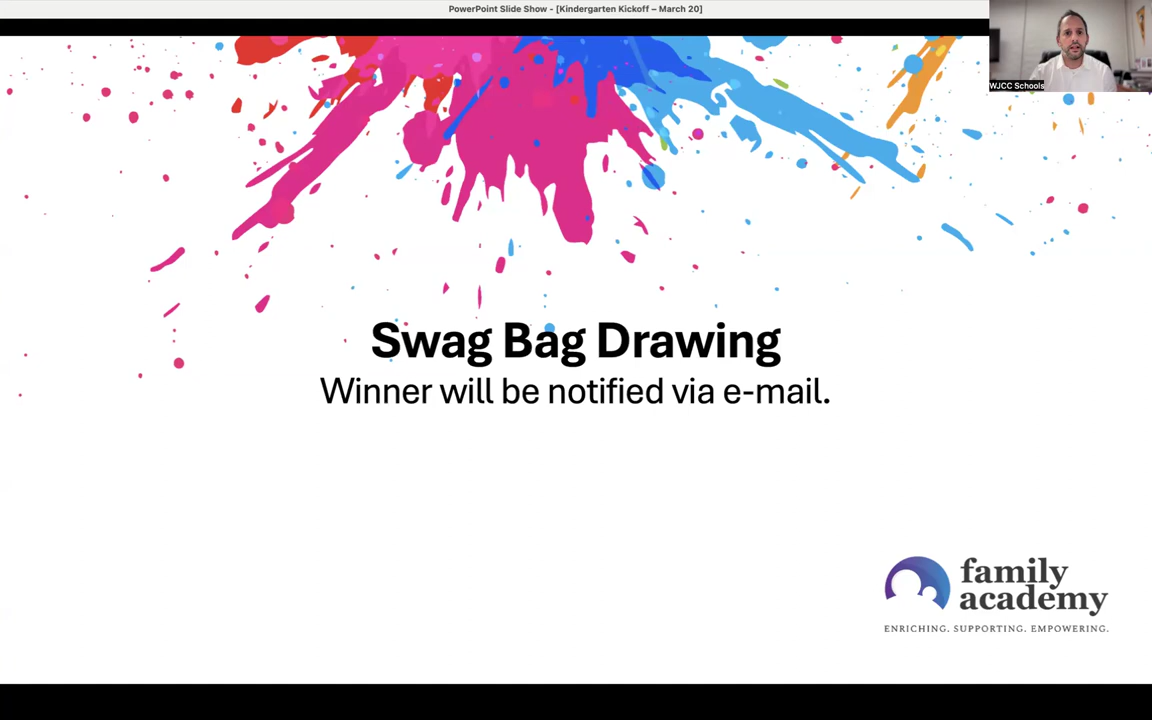 PowerPoint Slide Show - [Kindergarten Kickoff – March 20]
WJCC Schools
Swag Bag Drawing
Winner will be notified via e-mail.
family
academy
ENRICHING. SUPPORTING. EMPOWERING.